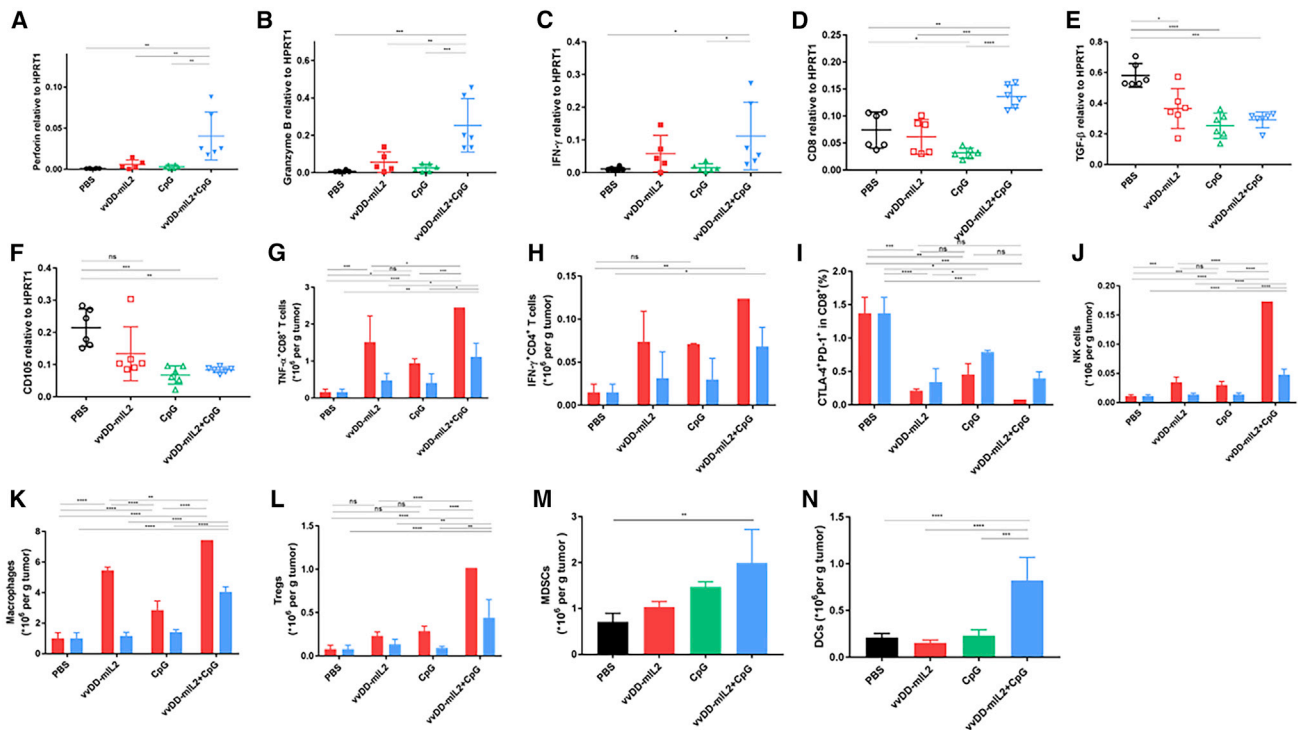 A
Perforin relative to HPRT1
0.10
0.05
0.00
**
**
**
PBS
vvDD-mIL2
CpG
vvDD-mIL2+CpG
B
Granzyme B relative to HPRT1
0.6
0.4
0.2
0.0
***
**
***
PBS
vvDD-mIL2
CpG
vvDD-mIL2+CpG
C
IFN-γ relative to HPRT1
0.4
0.3
0.2
0.1
0.0
*
*
PBS
vvDD-mIL2
CpG
vvDD-mIL2+CpG
D
CD8 relative to HPRT1
0.20
0.15
0.10
0.05
0.00
**
***
*
****
PBS
vvDD-mIL2
CpG
vvDD-mIL2+CpG
E
TGF-β relative to HPRT1
0.8
0.6
0.4
0.2
0.0
*
****
***
PBS
vvDD-mIL2
CpG
vvDD-mIL2+CpG
F
CD105 relative to HPRT1
0.4
0.3
0.2
0.1
0.0
ns
***
**
PBS
vvDD-mIL2
CpG
vvDD-mIL2+CpG
G
TNF-α⁺CD8⁺ T cells
(*10⁶ per g tumor)
3
2
1
0
PBS
vvDD-mIL2
CpG
vvDD-mIL2+CpG
H
IFN-γ⁺CD4⁺ T cells
(*10⁶ per g tumor)
0.15
0.10
0.05
0.00
ns
**
*
PBS
vvDD-mIL2
CpG
vvDD-mIL2+CpG
I
CTLA-4⁺PD-1⁺ in CD8⁺(%)
2.0
1.5
1.0
0.5
0.0
PBS
vvDD-mIL2
CpG
vvDD-mIL2+CpG
J
NK cells
(*106 per g tumor)
0.20
0.15
0.10
0.05
0.00
PBS
vvDD-mIL2
CpG
vvDD-mIL2+CpG
K
Macrophages
(*10⁶ per g tumor)
8
6
4
2
0
PBS
vvDD-mIL2
CpG
vvDD-mIL2+CpG
L
Tregs
(*10⁶ per g tumor)
1.5
1.0
0.5
0.0
PBS
vvDD-mIL2
CpG
vvDD-mIL2+CpG
M
MDSCs
(*10⁶ per g tumor )
3
2
1
0
**
PBS
vvDD-mIL2
CpG
vvDD-mIL2+CpG
N
DCs (*10⁶per g tumor)
1.5
1.0
0.5
0.0
****
****
***
PBS
vvDD-mIL2
CpG
vvDD-mIL2+CpG